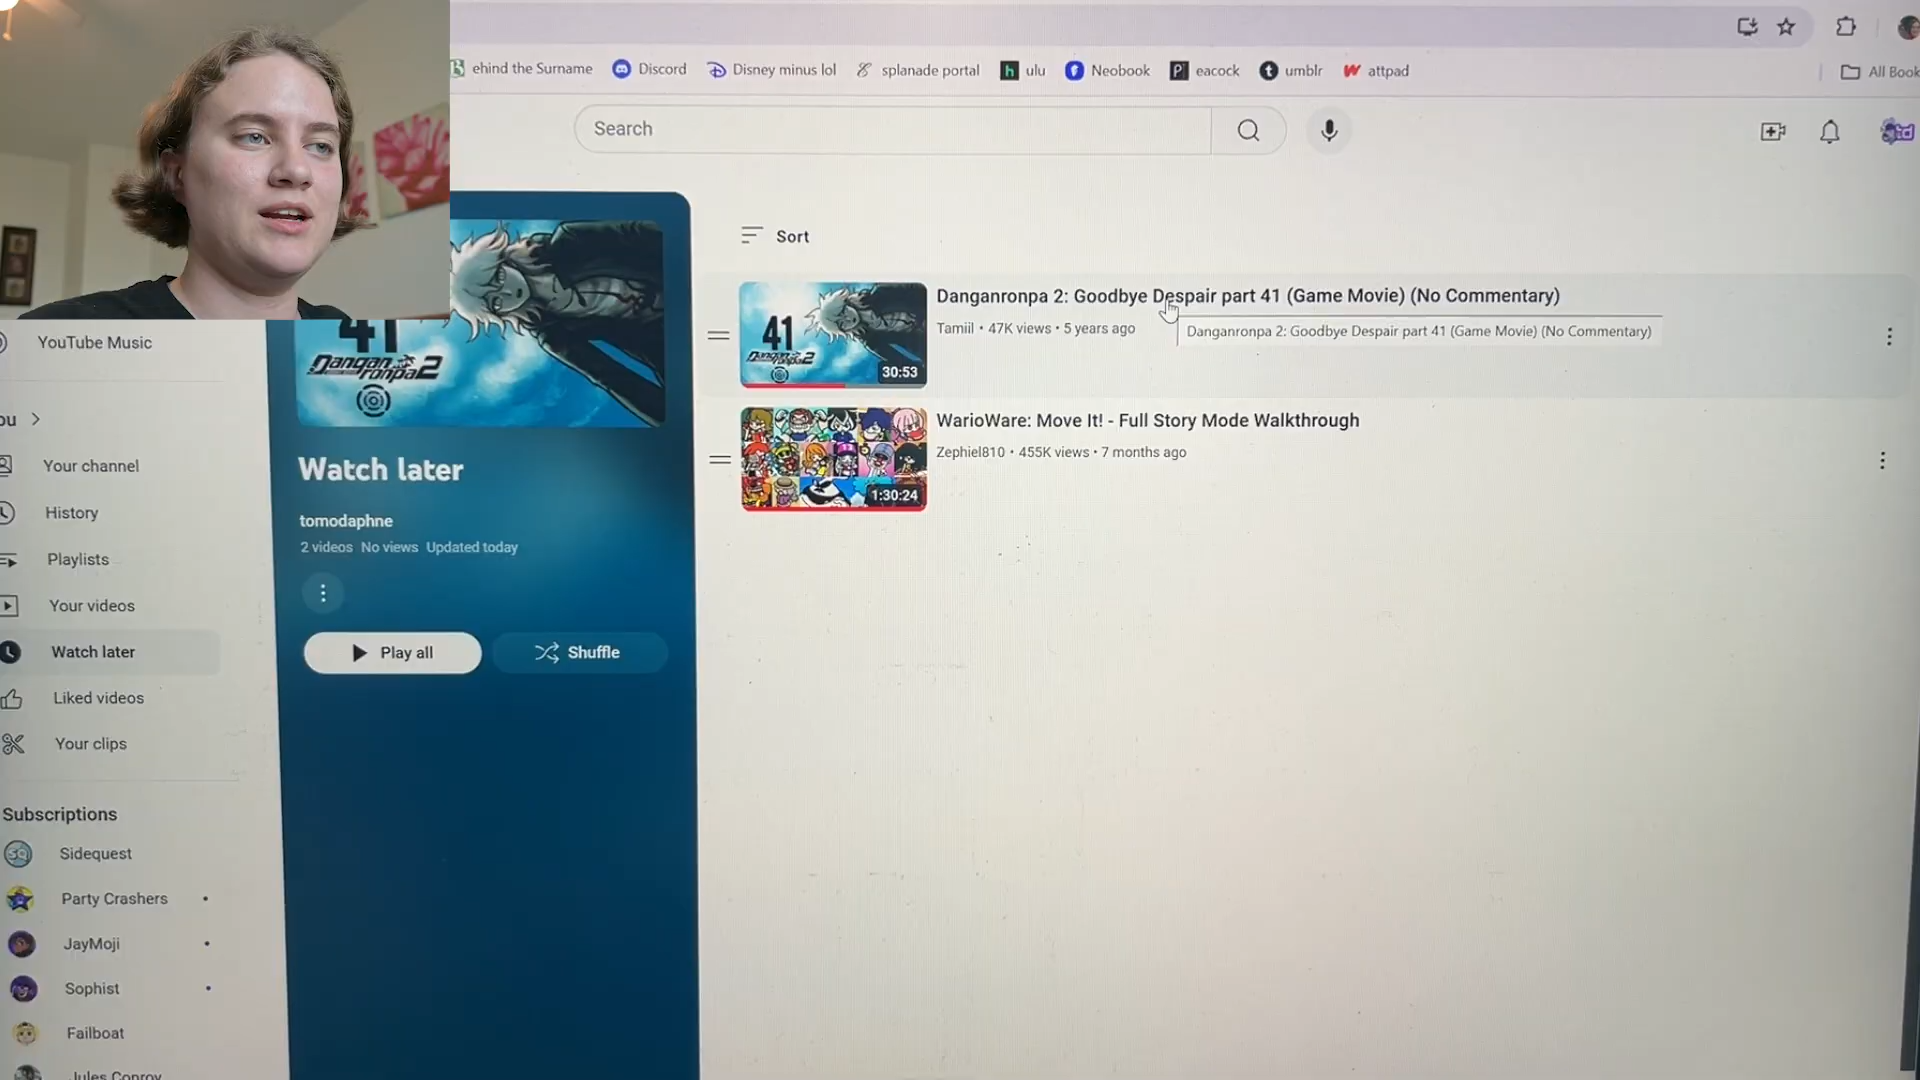 ehind the Surname
Discord
Disney minus lol
splanade portal
h
ulu
Neobook
P
eacock
t
umblr
attpad
All Book
Search
YouTube Music
ou
Your channel
History
Playlists
Your videos
Watch later
Liked videos
Your clips
Subscriptions
SQ
Sidequest
Party Crashers
JayMoji
Sophist
Failboat
Jules Conroy
41
Danganronpa 2
Watch later
tomodaphne
2 videos No views Updated today
Play all
Shuffle
Sort
41
Danganronpa 2
30:53
Danganronpa 2: Goodbye Despair part 41 (Game Movie) (No Commentary)
Tamiil • 47K views • 5 years ago
Danganronpa 2: Goodbye Despair part 41 (Game Movie) (No Commentary)
1:30:24
WarioWare: Move It! - Full Story Mode Walkthrough
Zephiel810 • 455K views • 7 months ago